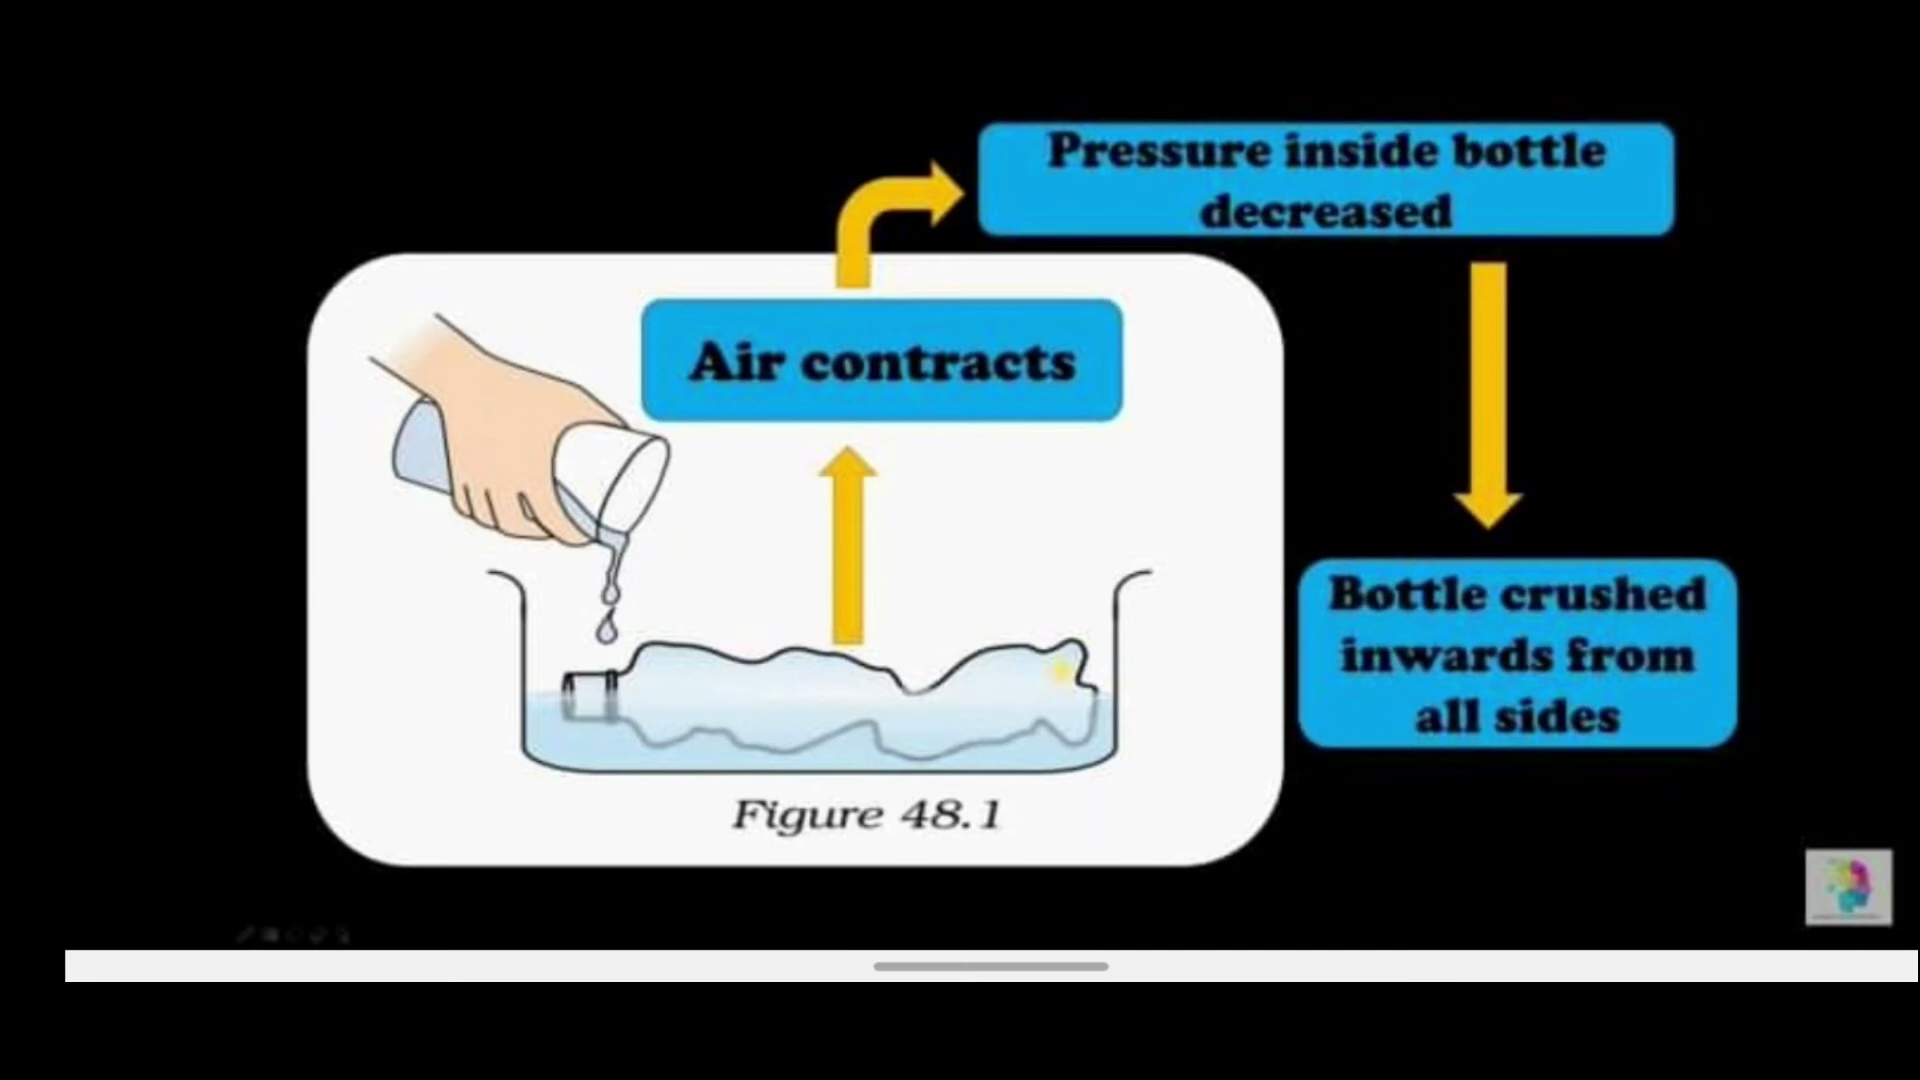 Pressure inside bottle
decreased
Air contracts
Bottle crushed
inwards from
all sides
Figure 48.1